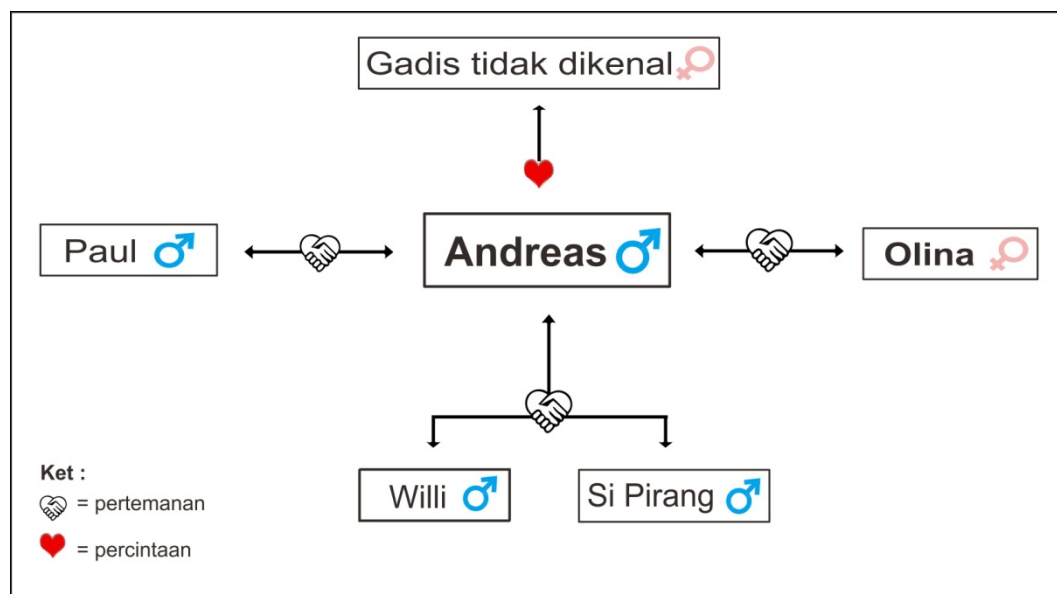 Gadis tidak dikenal
Paul
Andreas
Olina
Willi
Si Pirang
Ket :
= pertemanan
= percintaan